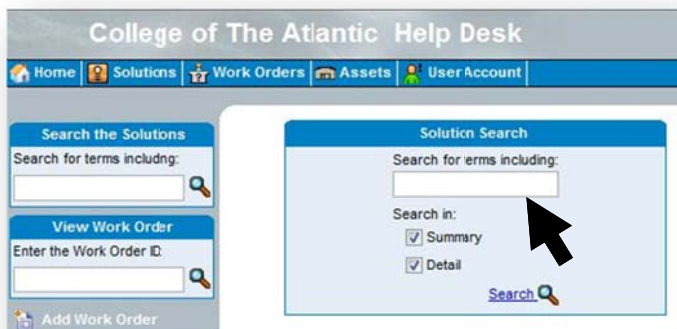 College of The Atlantic Help Desk
Home Solutions Work Orders Assets User Account
Search the Solutions
Search for terms including:
View Work Order
Enter the Work Order ID:
Add Work Order
Solution Search
Search for terms including:
Search in:
Summary
Detail
Search